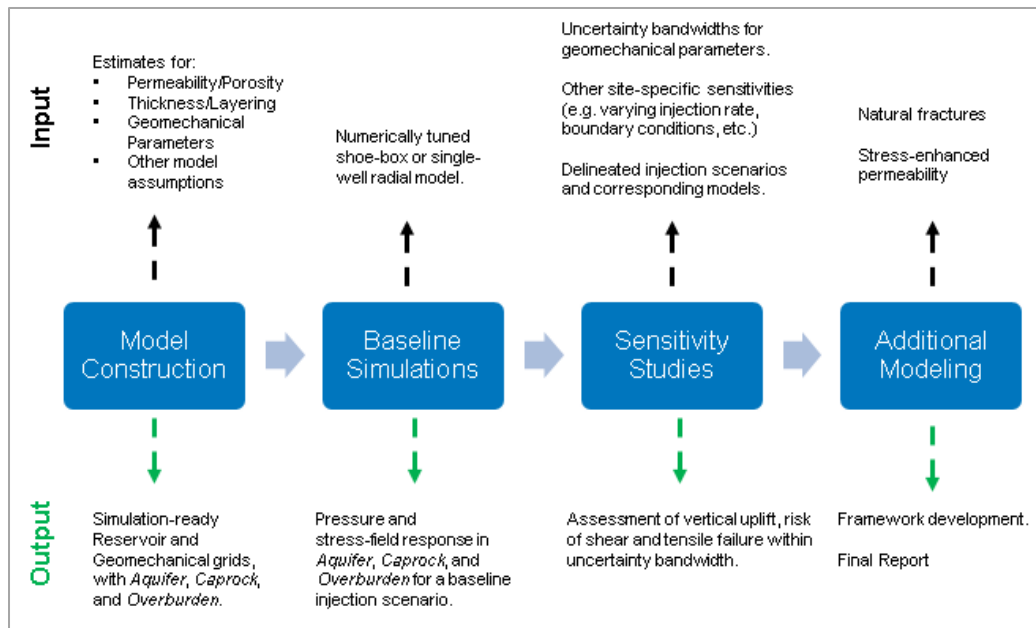 Input
Estimates for:
▪ Permeability/Porosity
▪ Thickness/Layering
▪ Geomechanical
Parameters
▪ Other model
assumptions
Numerically tuned
shoe-box or single-
well radial model.
Uncertainty bandwidths for
geomechanical parameters.
Other site-specific sensitivities
(e.g. varying injection rate,
boundary conditions, etc.)
Delineated injection scenarios
and corresponding models.
Natural fractures
Stress-enhanced
permeability
Model
Construction
Baseline
Simulations
Sensitivity
Studies
Additional
Modeling
Output
Simulation-ready
Reservoir and
Geomechanical grids,
with Aquifer, Caprock,
and Overburden.
Pressure and
stress-field response in
Aquifer, Caprock, and
Overburden for a baseline
injection scenario.
Assessment of vertical uplift, risk
of shear and tensile failure within
uncertainty bandwidth.
Framework development.
Final Report